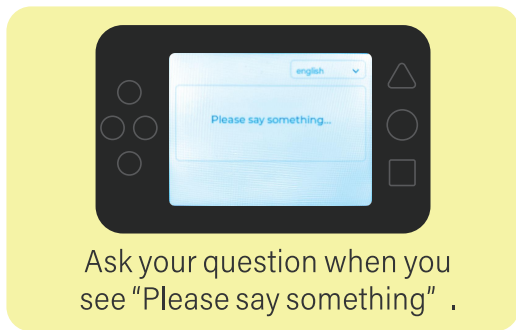 english
Please say something...
Ask your question when you
see "Please say something" .